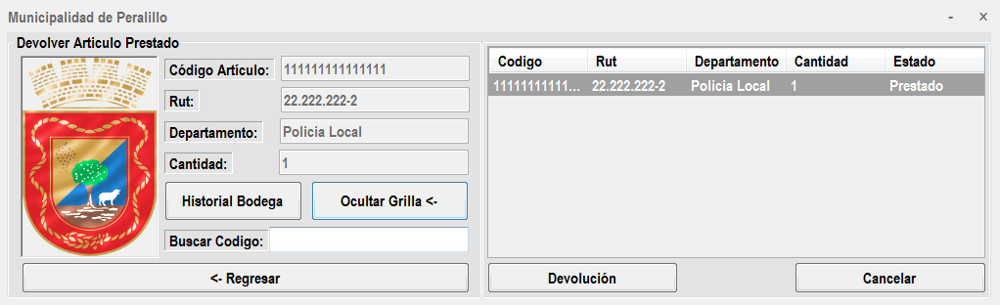 Municipalidad de Peralillo
Devolver Articulo Prestado
Código Artículo: 111111111111111
Rut: 22.222.222-2
Departamento: Policia Local
Cantidad: 1
Historial Bodega Ocultar Grilla <-
Buscar Codigo:
<- Regresar
Codigo Rut Departamento Cantidad Estado
11111111111... 22.222.222-2 Policia Local 1 Prestado
Devolución Cancelar